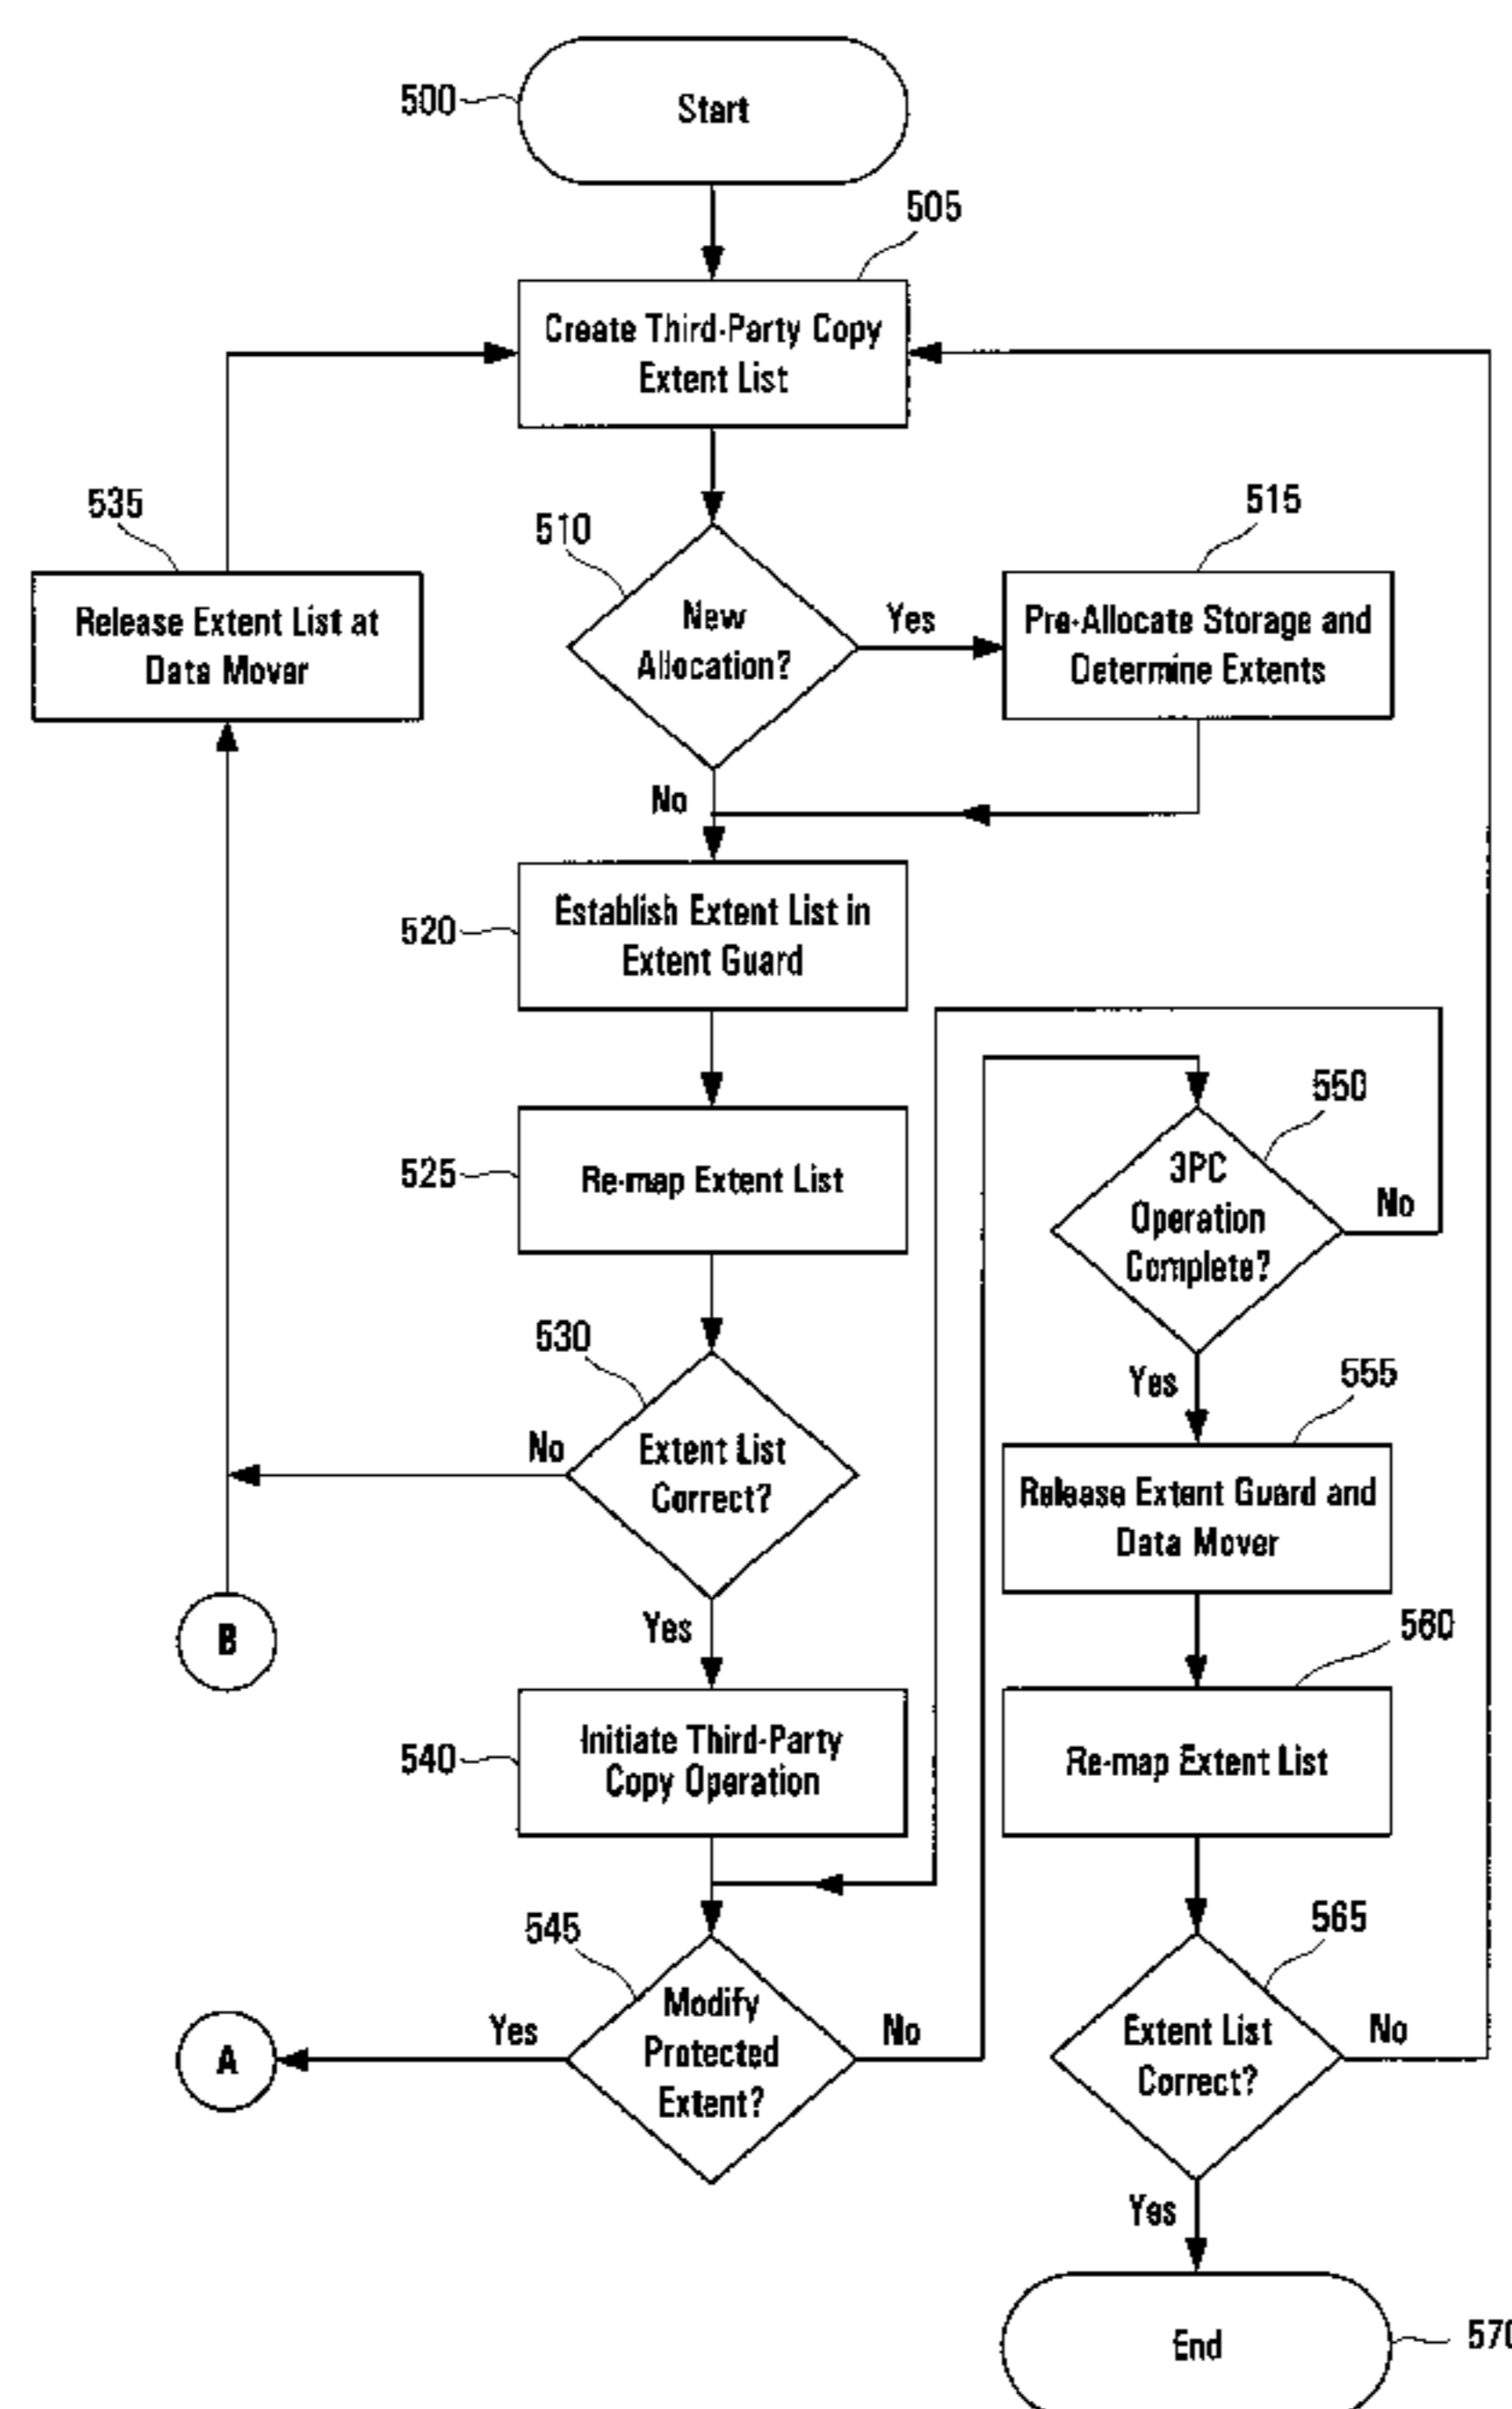 500
Start
505
Create Third-Party Copy
Extent List
535
Release Extent List at
Data Mover
510
New
Allocation?
Yes
No
515
Pre-Allocate Storage and
Determine Extents
520
Establish Extent List in
Extent Guard
525
Re-map Extent List
530
Extent List
Correct?
No
Yes
B
540
Initiate Third-Party
Copy Operation
545
Modify
Protected
Extent?
Yes
No
A
550
3PC
Operation
Complete?
No
Yes
555
Release Extent Guard and
Data Mover
560
Re-map Extent List
565
Extent List
Correct?
No
Yes
End
570